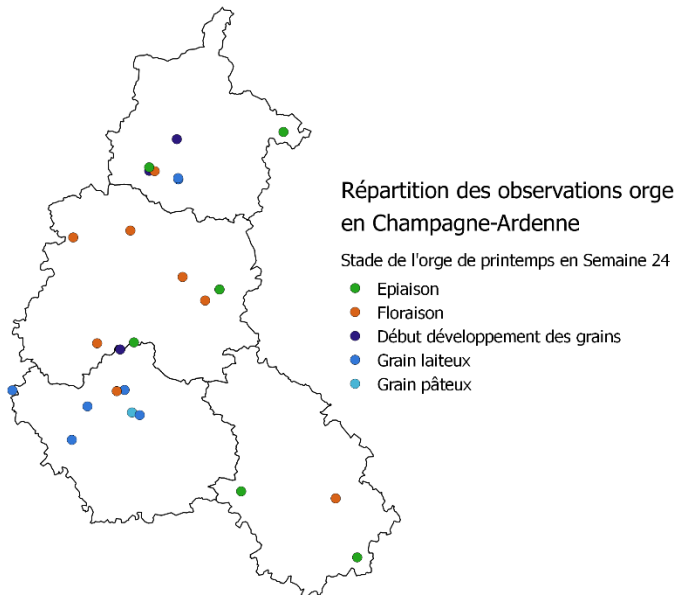 Répartition des observations orge
en Champagne-Ardenne
Stade de l'orge de printemps en Semaine 24
Epiaison
Floraison
Début développement des grains
Grain laiteux
Grain pâteux